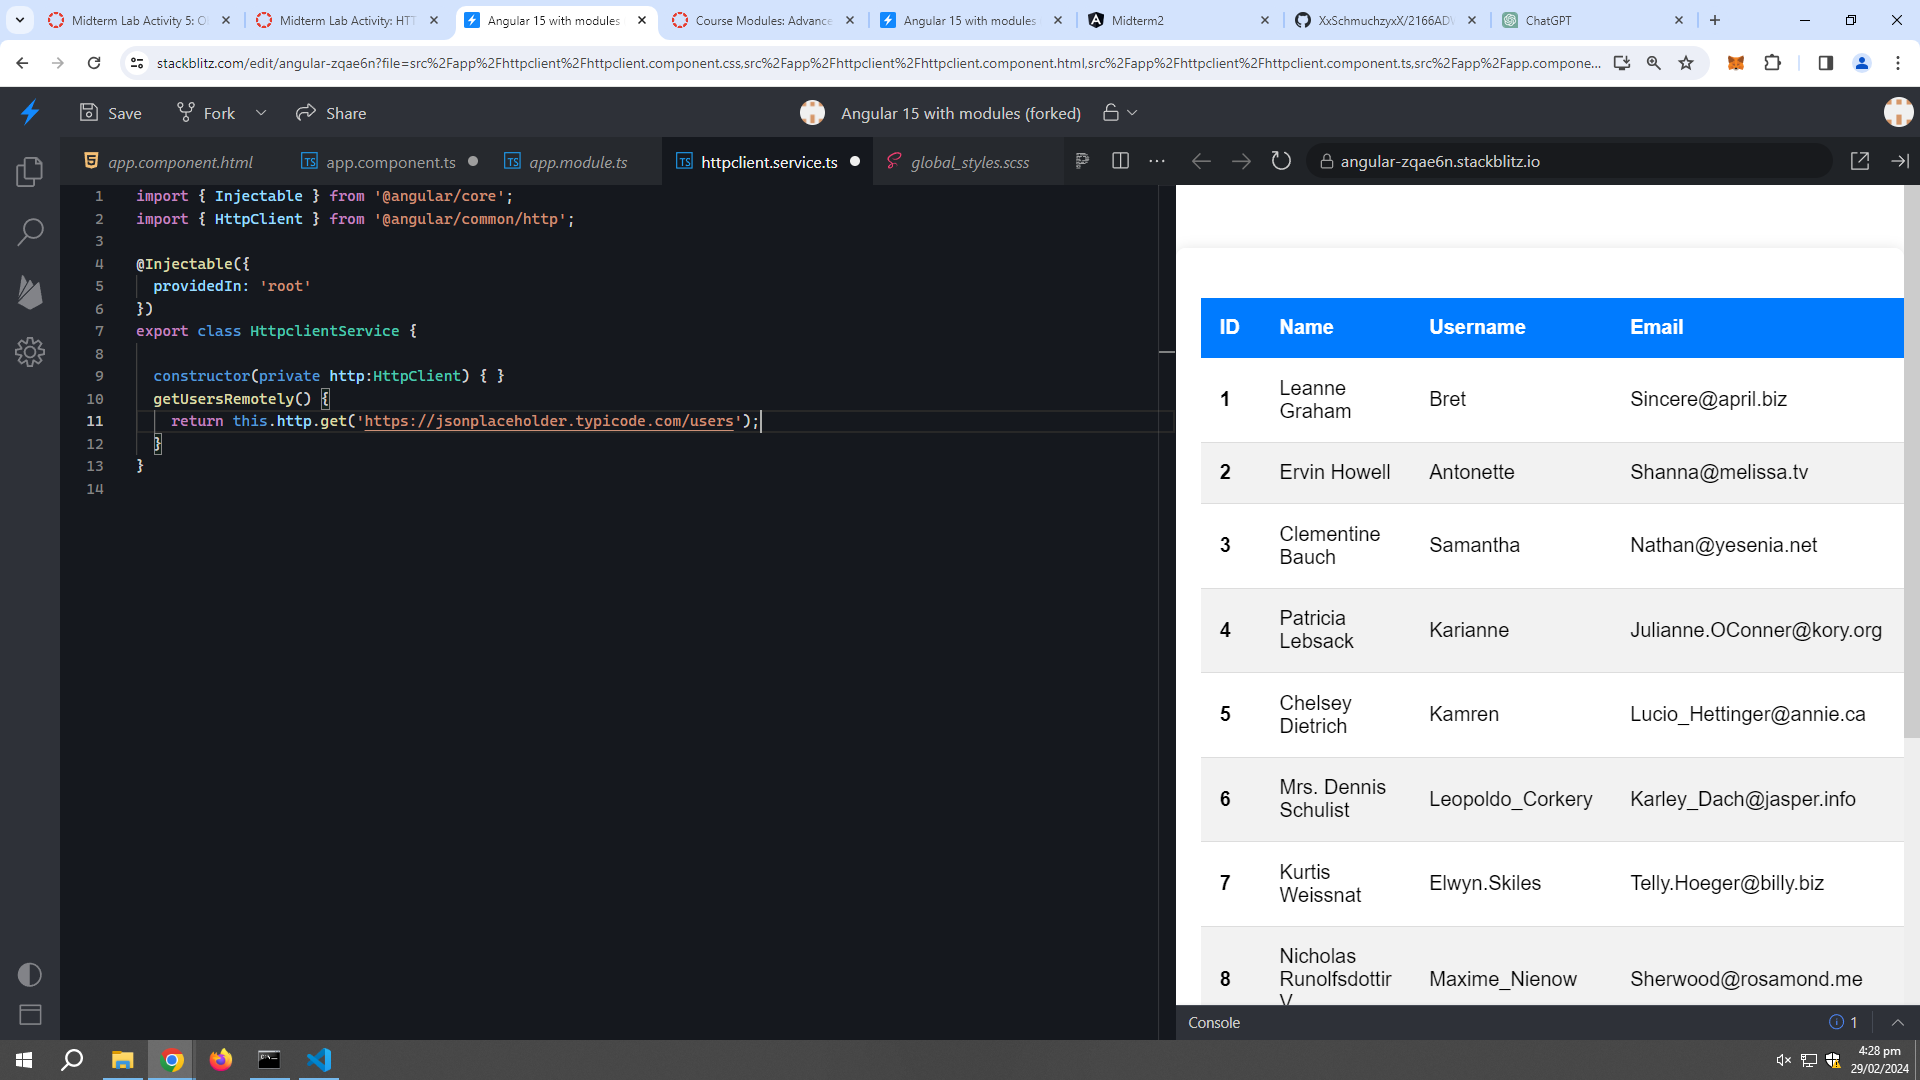 Midterm Lab Activity 5: O
Midterm Lab Activity: HTT
Angular 15 with modules
Course Modules: Advance
Angular 15 with modules
Midterm2
XxSchmuchzyxX/2166ADV
ChatGPT
stackblitz.com/edit/angular-zqae6n?file=src%2Fapp%2Fhttpclient%2Fhttpclient.component.css,src%2Fapp%2Fhttpclient%2Fhttpclient.component.html,src%2Fapp%2Fhttpclient%2Fhttpclient.component.ts,src%2Fapp%2Fapp.compone...
Save
Fork
Share
Angular 15 with modules (forked)
app.component.html
TS app.component.ts
TS app.module.ts
TS httpclient.service.ts
global_styles.scss
angular-zqae6n.stackblitz.io
1 import { Injectable } from '@angular/core';
2 import { HttpClient } from '@angular/common/http';
3
4 @Injectable({
5 providedIn: 'root'
6 })
7 export class HttpclientService {
8
9 constructor(private http:HttpClient) { }
10 getUsersRemotely() {
11 return this.http.get('https://jsonplaceholder.typicode.com/users');
12 }
13 }
14
ID Name Username Email
1 Leanne Graham Bret Sincere@april.biz
2 Ervin Howell Antonette Shanna@melissa.tv
3 Clementine Bauch Samantha Nathan@yesenia.net
4 Patricia Lebsack Karianne Julianne.OConner@kory.org
5 Chelsey Dietrich Kamren Lucio_Hettinger@annie.ca
6 Mrs. Dennis Schulist Leopoldo_Corkery Karley_Dach@jasper.info
7 Kurtis Weissnat Elwyn.Skiles Telly.Hoeger@billy.biz
8 Nicholas Runolfsdottir V Maxime_Nienow Sherwood@rosamond.me
Console
1
4:28 pm
29/02/2024